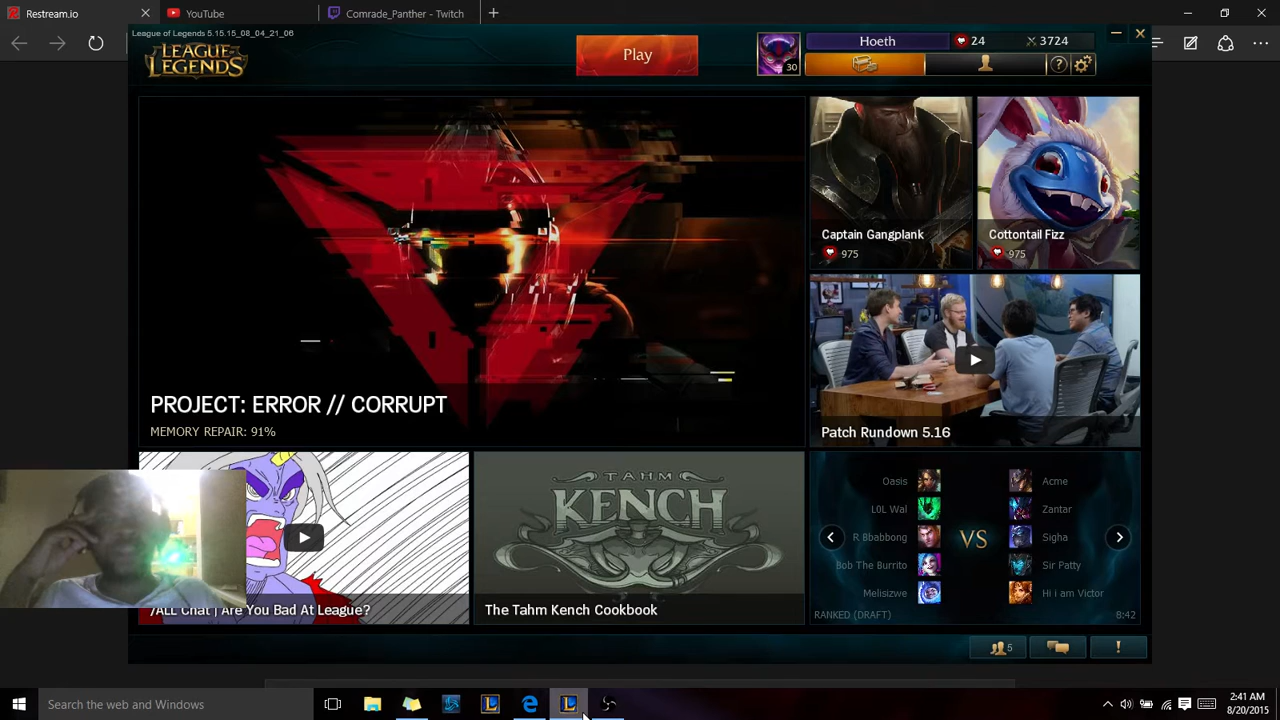 Restream.io
YouTube
Comrade_Panther - Twitch
League of Legends 5.15.15_08_04_21_06
LEAGUE of LEGENDS
Play
30
Hoeth
24
3724
?
Captain Gangplank
975
Cottontail Fizz
975
PROJECT: ERROR // CORRUPT
MEMORY REPAIR: 91%
Patch Rundown 5.16
/ALL Chat | Are You Bad At League?
TAHM
KENCH
The Tahm Kench Cookbook
Oasis
Acme
L0L Wal
Zantar
R Bbabbong
VS
Sigha
Bob The Burrito
Sir Patty
Melisizwe
Hi i am Victor
RANKED (DRAFT)
8:42
5
!
Search the web and Windows
2:41 AM
8/20/2015